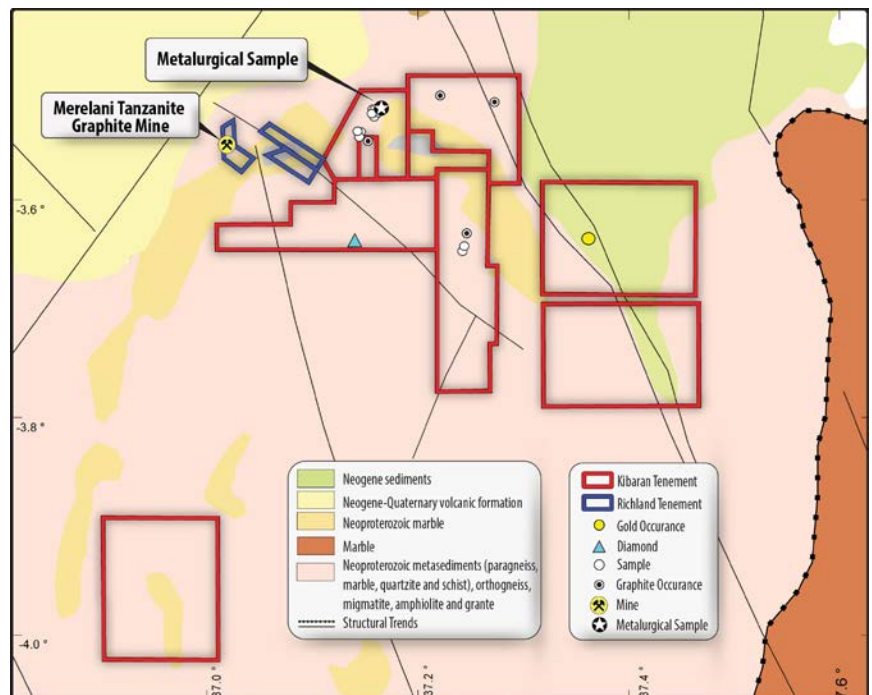 Metalurgical Sample
Merelani Tanzanite
Graphite Mine
-3.6 °
-3.8 °
-4.0 °
37.0 °
37.2 °
37.4 °
37.6 °
Neogene sediments
Neogene-Quaternary volcanic formation
Neoproterozoic marble
Marble
Neoproterozoic metasediments (paragneiss,
marble, quartzite and schist), orthogneiss,
migmatite, amphiolite and grante
Structural Trends
Kibaran Tenement
Richland Tenement
Gold Occurance
Diamond
Sample
Graphite Occurance
Mine
Metalurgical Sample